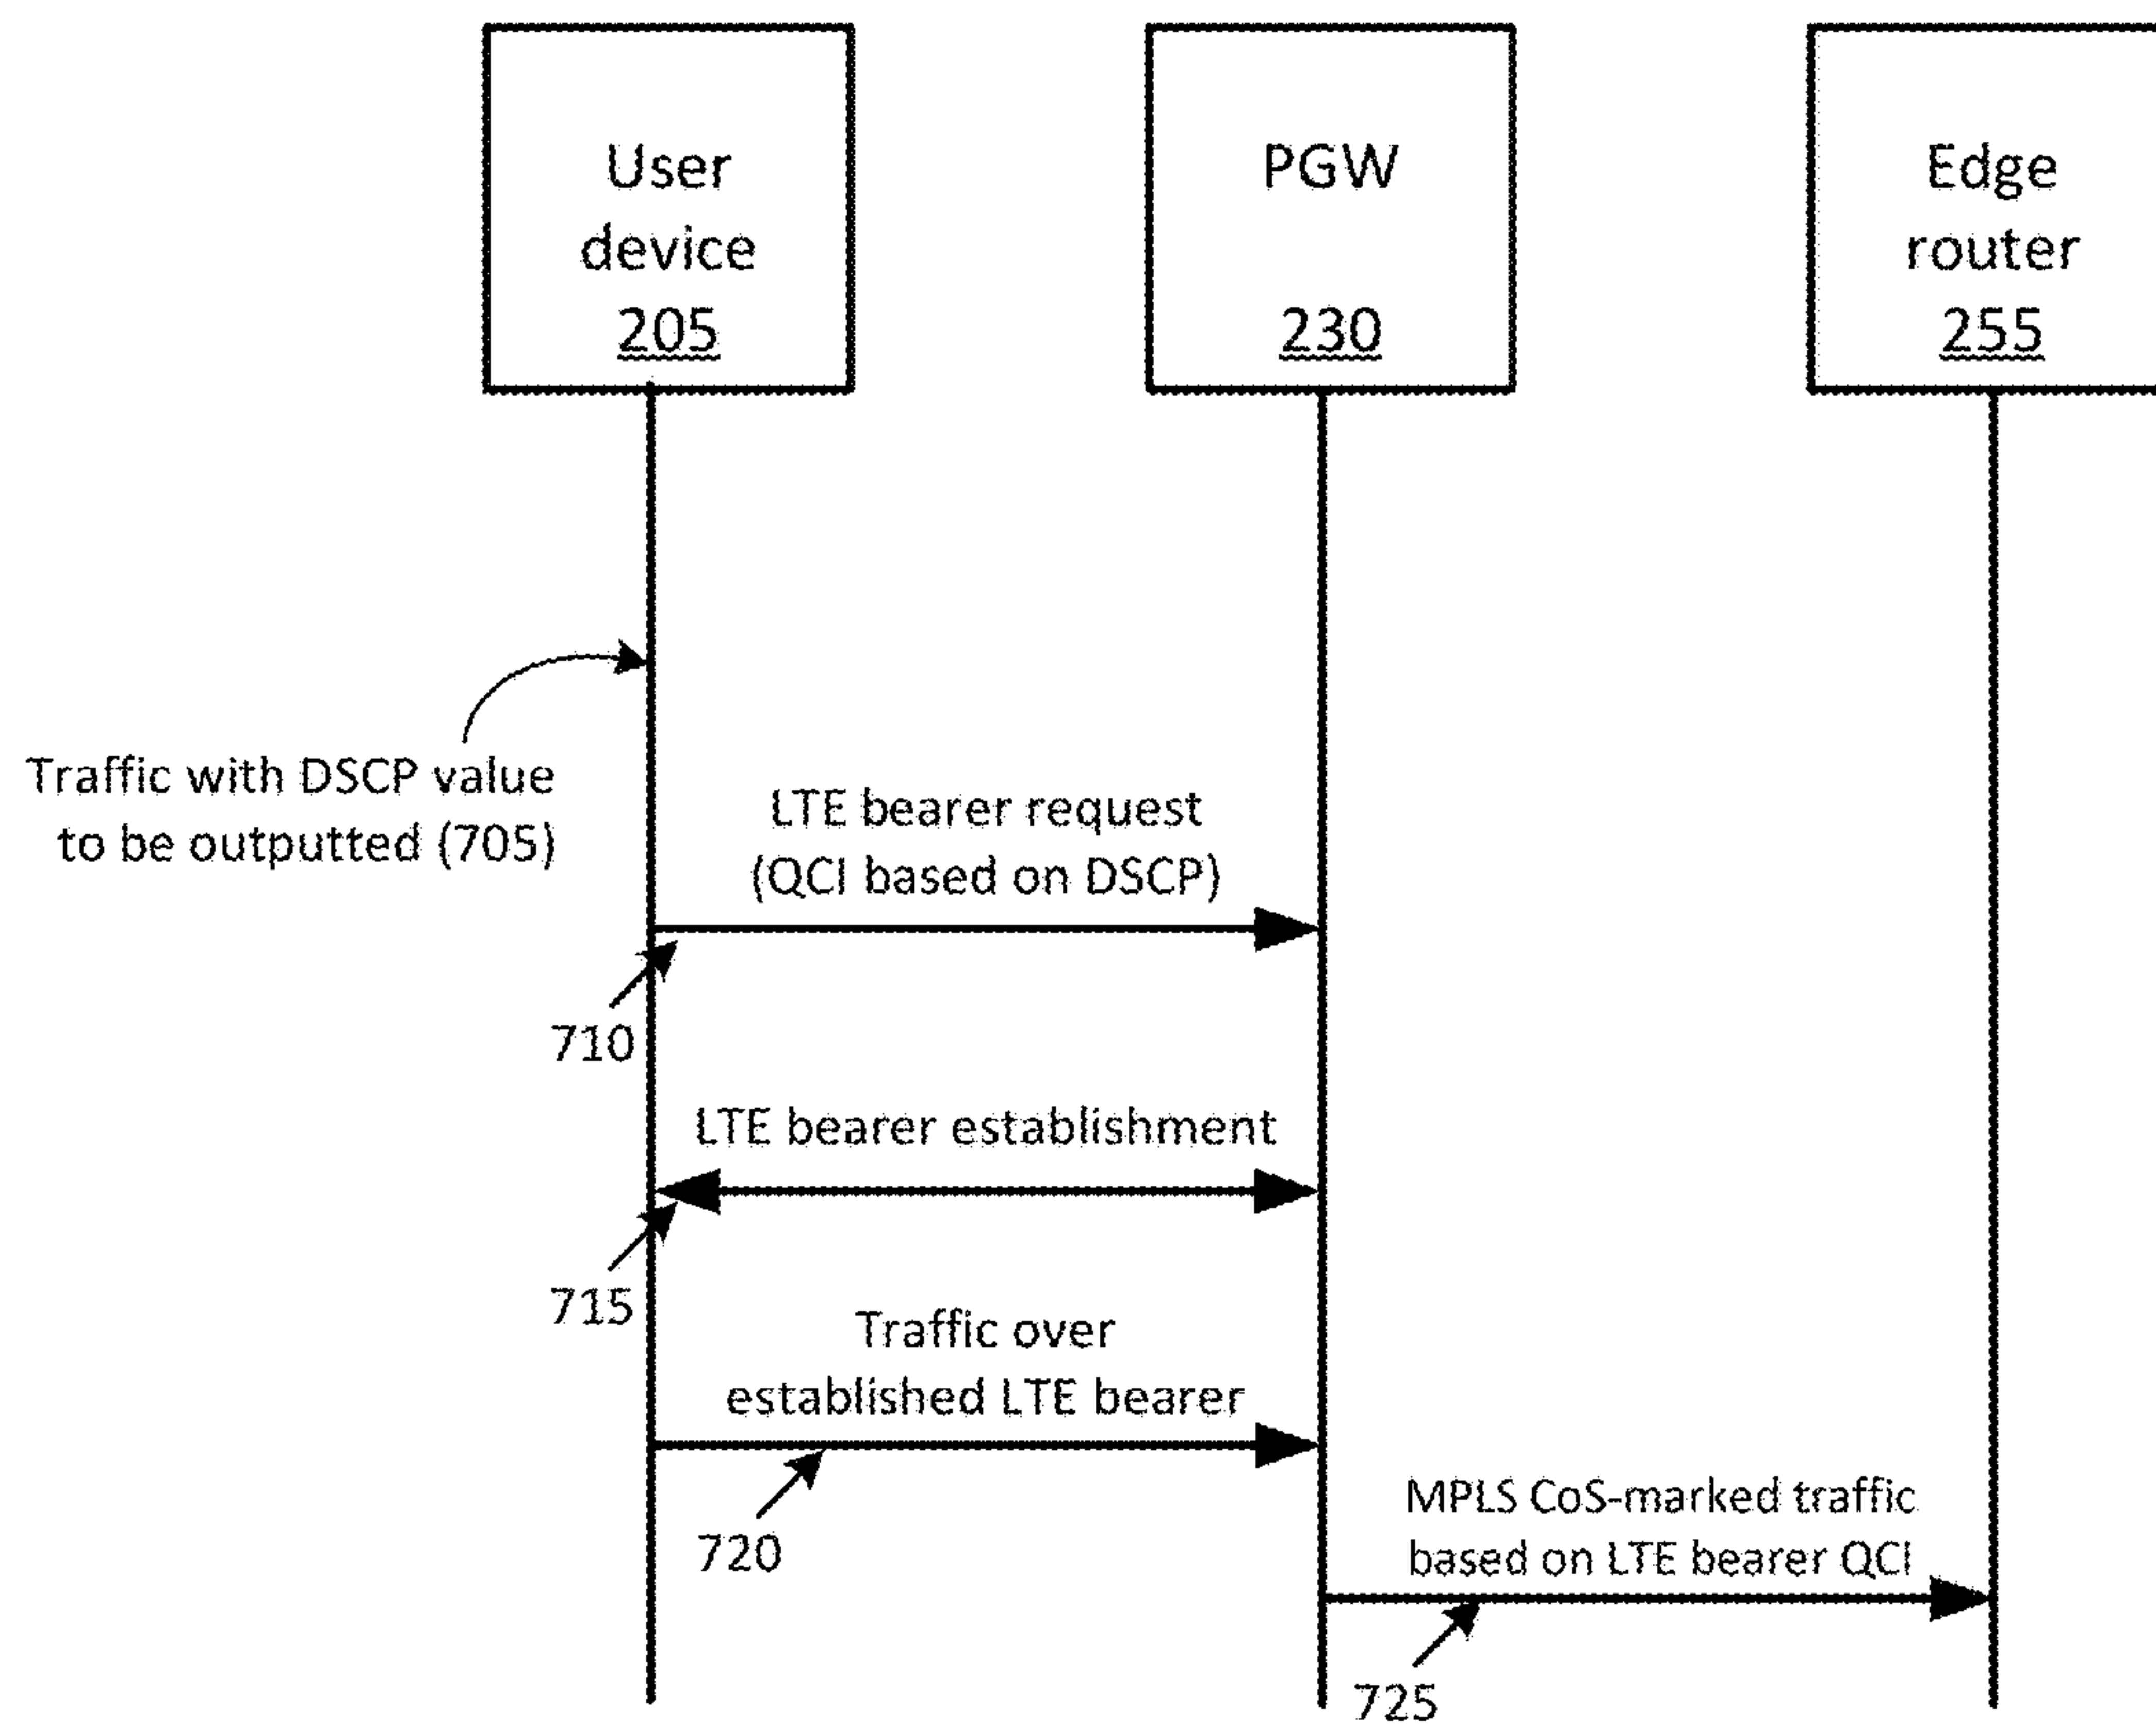 User
device
205
PGW
230
Edge
router
255
Traffic with DSCP value
to be outputted (705)
LTE bearer request
(QCI based on DSCP)
710
LTE bearer establishment
715
Traffic over
established LTE bearer
720
MPLS CoS-marked traffic
based on LTE bearer QCI
725